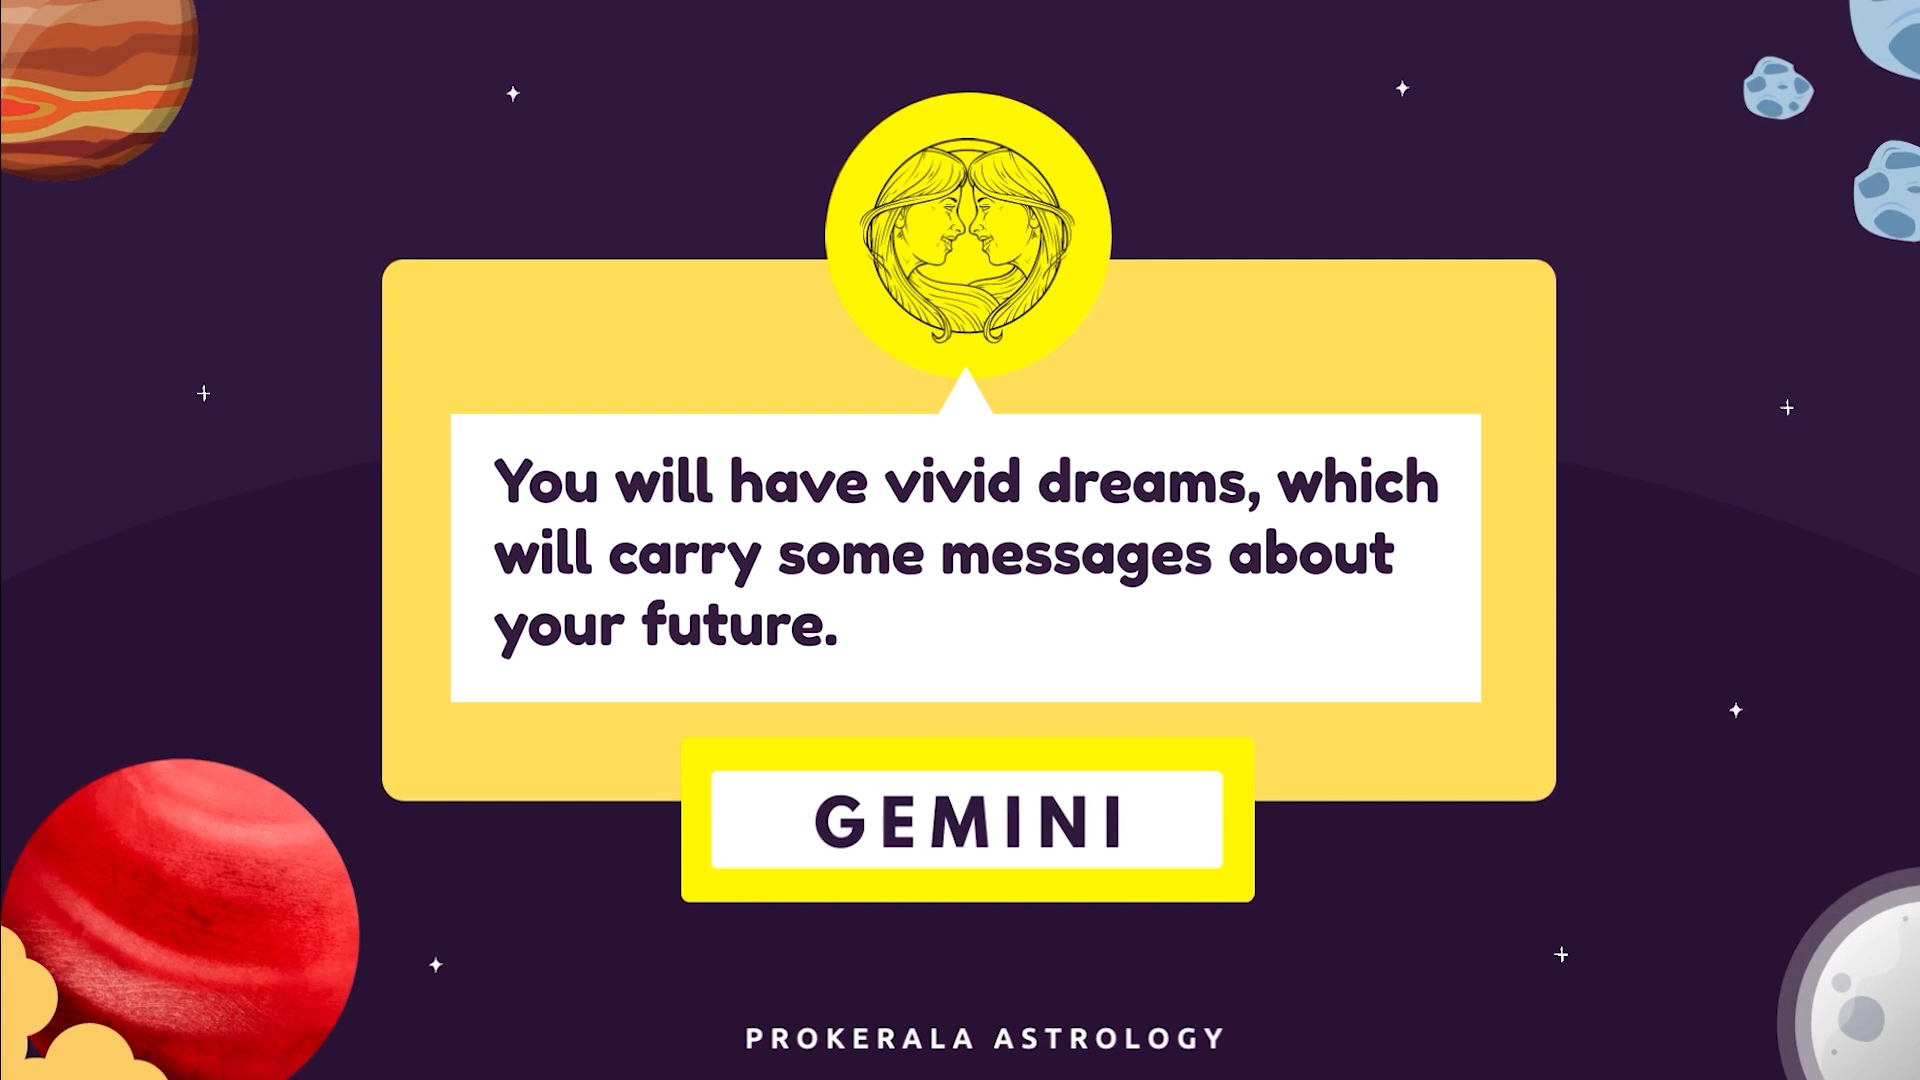 You will have vivid dreams, which
will carry some messages about
your future.
GEMINI
PROKERALA ASTROLOGY